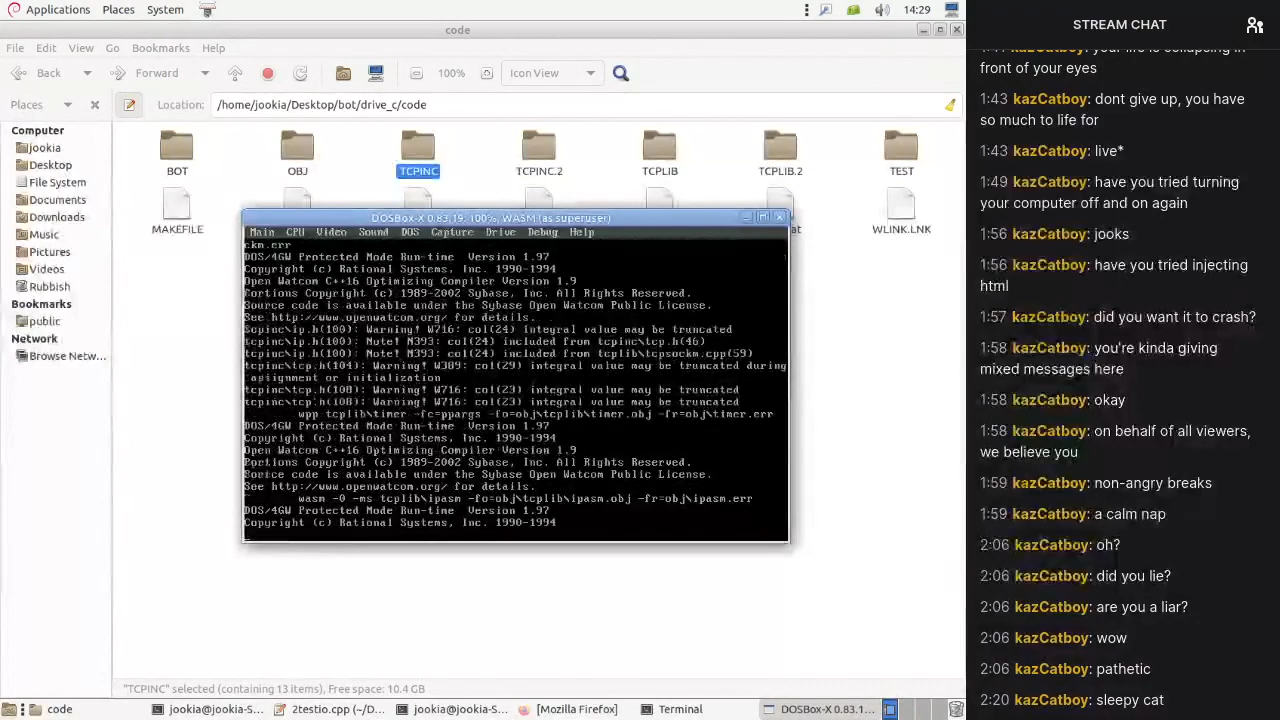 Applications Places System 14:29
code
File Edit View Go Bookmarks Help
Back Forward 100% Icon View
Places Location: /home/jookia/Desktop/bot/drive_c/code
Computer
jookia
Desktop
File System
Documents
Downloads
Music
Pictures
Videos
Rubbish
Bookmarks
public
Network
Browse Netw...
BOT OBJ TCPINC TCPINC.2 TCPLIB TCPLIB.2 TEST
MAKEFILE WLINK.LNK
DOSBox-X 0.83.19: 100%, WASM (as superuser)
Main CPU Video Sound DOS Capture Drive Debug Help
ckm.err
DOS/4GW Protected Mode Run-time Version 1.97
Copyright (c) Rational Systems, Inc. 1990-1994
Open Watcom C++16 Optimizing Compiler Version 1.9
Portions Copyright (c) 1989-2002 Sybase, Inc. All Rights Reserved.
Source code is available under the Sybase Open Watcom Public License.
See http://www.openwatcom.org/ for details.
tcpinc\ip.h(100): Warning! W716: col(24) integral value may be truncated
tcpinc\ip.h(100): Note! N393: col(24) included from tcpinc\tcp.h(46)
tcpinc\ip.h(100): Note! N393: col(24) included from tcplib\tcpsockm.cpp(59)
tcpinc\tcp.h(104): Warning! W389: col(29) integral value may be truncated during
assignment or initialization
tcpinc\tcp.h(108): Warning! W716: col(23) integral value may be truncated
tcpinc\tcp.h(108): Warning! W716: col(23) integral value may be truncated
wpp tcplib\timer -fc=ppargs -fo=obj\tcplib\timer.obj -fr=obj\timer.err
DOS/4GW Protected Mode Run-time Version 1.97
Copyright (c) Rational Systems, Inc. 1990-1994
Open Watcom C++16 Optimizing Compiler Version 1.9
Portions Copyright (c) 1989-2002 Sybase, Inc. All Rights Reserved.
Source code is available under the Sybase Open Watcom Public License.
See http://www.openwatcom.org/ for details.
wasm -0 -ms tcplib\ipasm -fo=obj\tcplib\ipasm.obj -fr=obj\ipasm.err
DOS/4GW Protected Mode Run-time Version 1.97
Copyright (c) Rational Systems, Inc. 1990-1994
"TCPINC" selected (containing 13 items), Free space: 10.4 GB
code jookia@jookia-S... 2testio.cpp (~/D... jookia@jookia-S... [Mozilla Firefox] Terminal DOSBox-X 0.83.1...
STREAM CHAT
front of your eyes
1:43 kazCatboy: dont give up, you have
so much to life for
1:43 kazCatboy: live*
1:49 kazCatboy: have you tried turning
your computer off and on again
1:56 kazCatboy: jooks
1:56 kazCatboy: have you tried injecting
html
1:57 kazCatboy: did you want it to crash?
1:58 kazCatboy: you're kinda giving
mixed messages here
1:58 kazCatboy: okay
1:58 kazCatboy: on behalf of all viewers,
we believe you
1:59 kazCatboy: non-angry breaks
1:59 kazCatboy: a calm nap
2:06 kazCatboy: oh?
2:06 kazCatboy: did you lie?
2:06 kazCatboy: are you a liar?
2:06 kazCatboy: wow
2:06 kazCatboy: pathetic
2:20 kazCatboy: sleepy cat